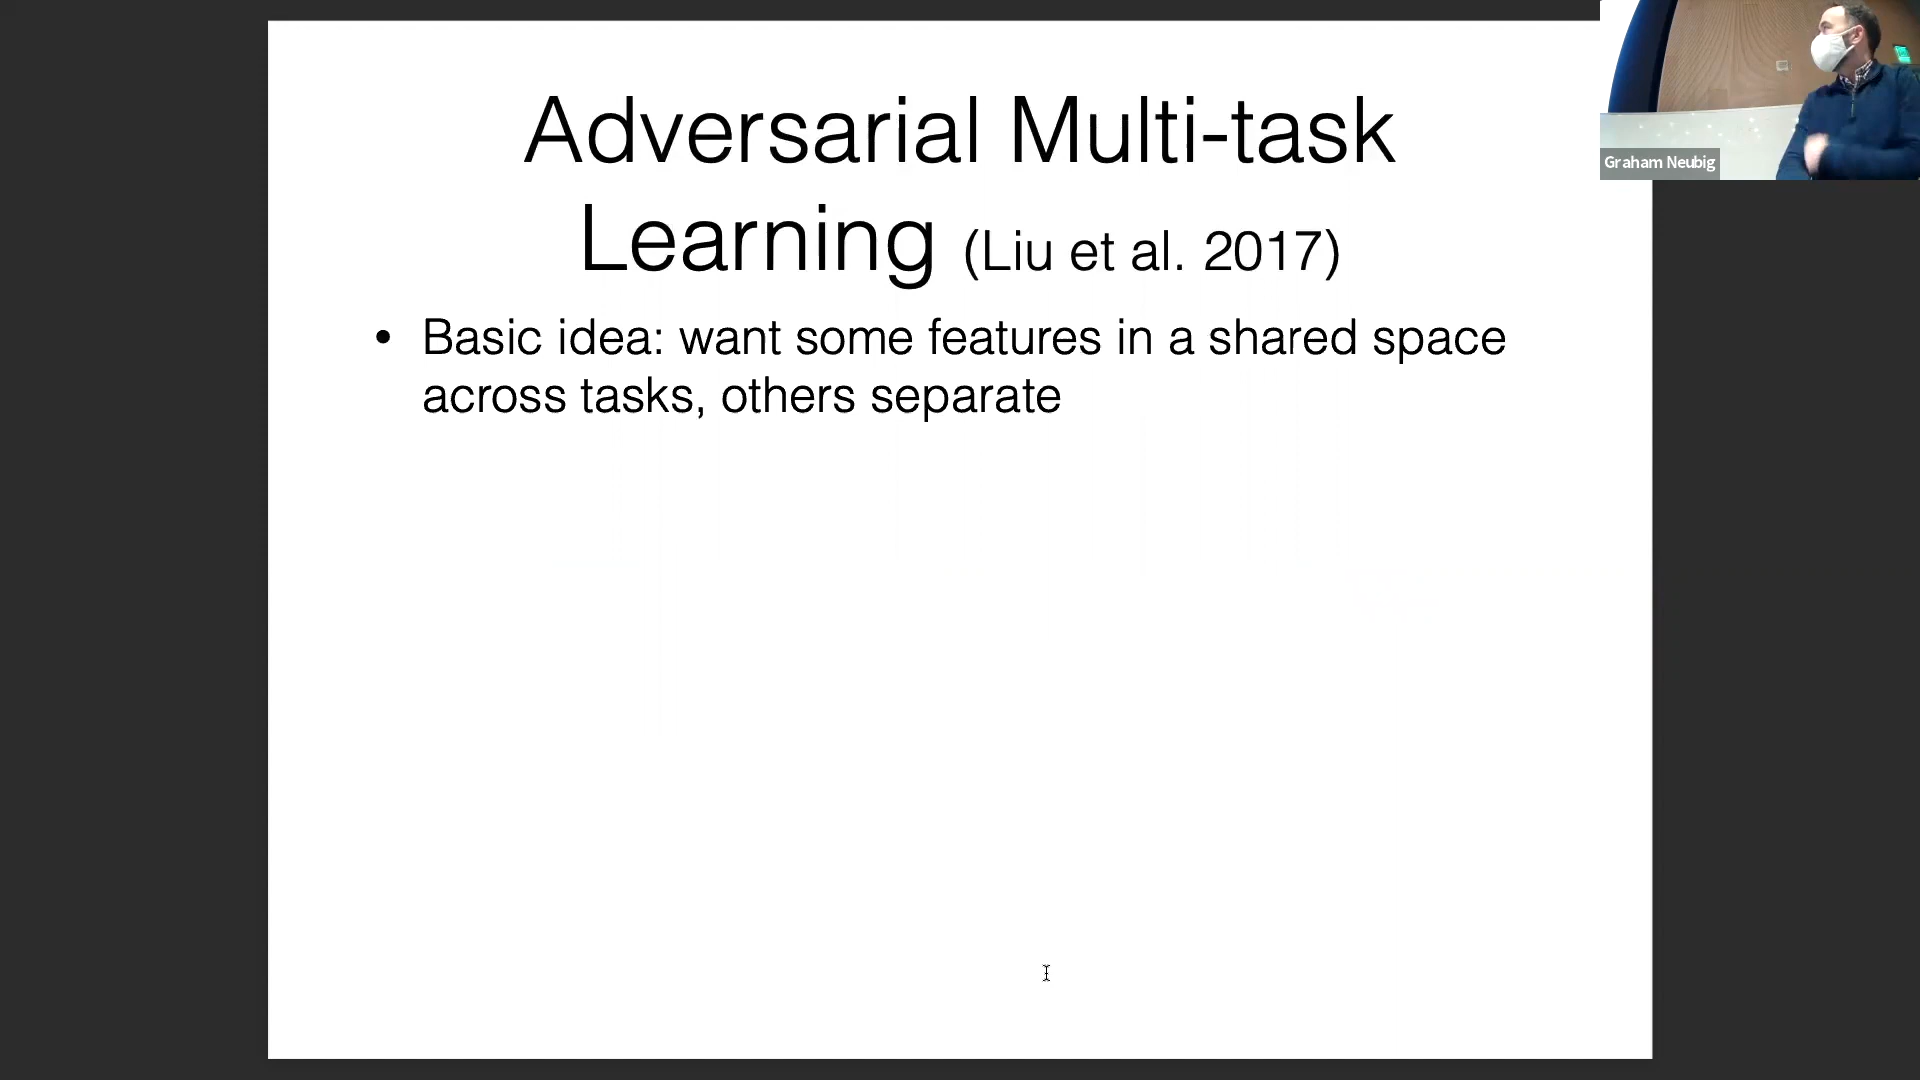 Adversarial Multi-task
Learning (Liu et al. 2017)
• Basic idea: want some features in a shared space
across tasks, others separate
Graham Neubig